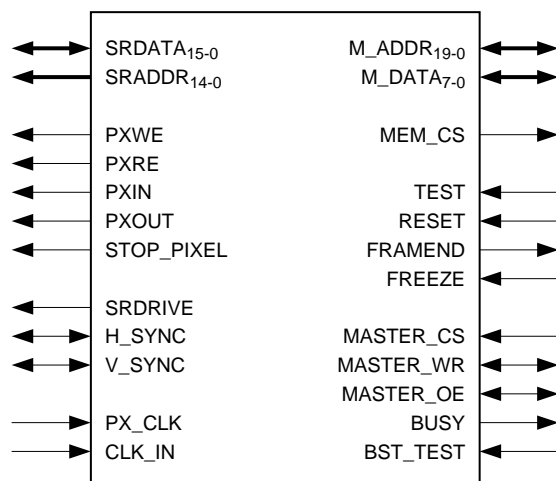 SRDATA15-0 M_ADDR19-0
SRADDR14-0 M_DATA7-0
PXWE MEM_CS
PXRE
PXIN TEST
PXOUT RESET
STOP_PIXEL FRAMEND
FREEZE
SRDRIVE
H_SYNC MASTER_CS
V_SYNC MASTER_WR
MASTER_OE
PX_CLK BUSY
CLK_IN BST_TEST